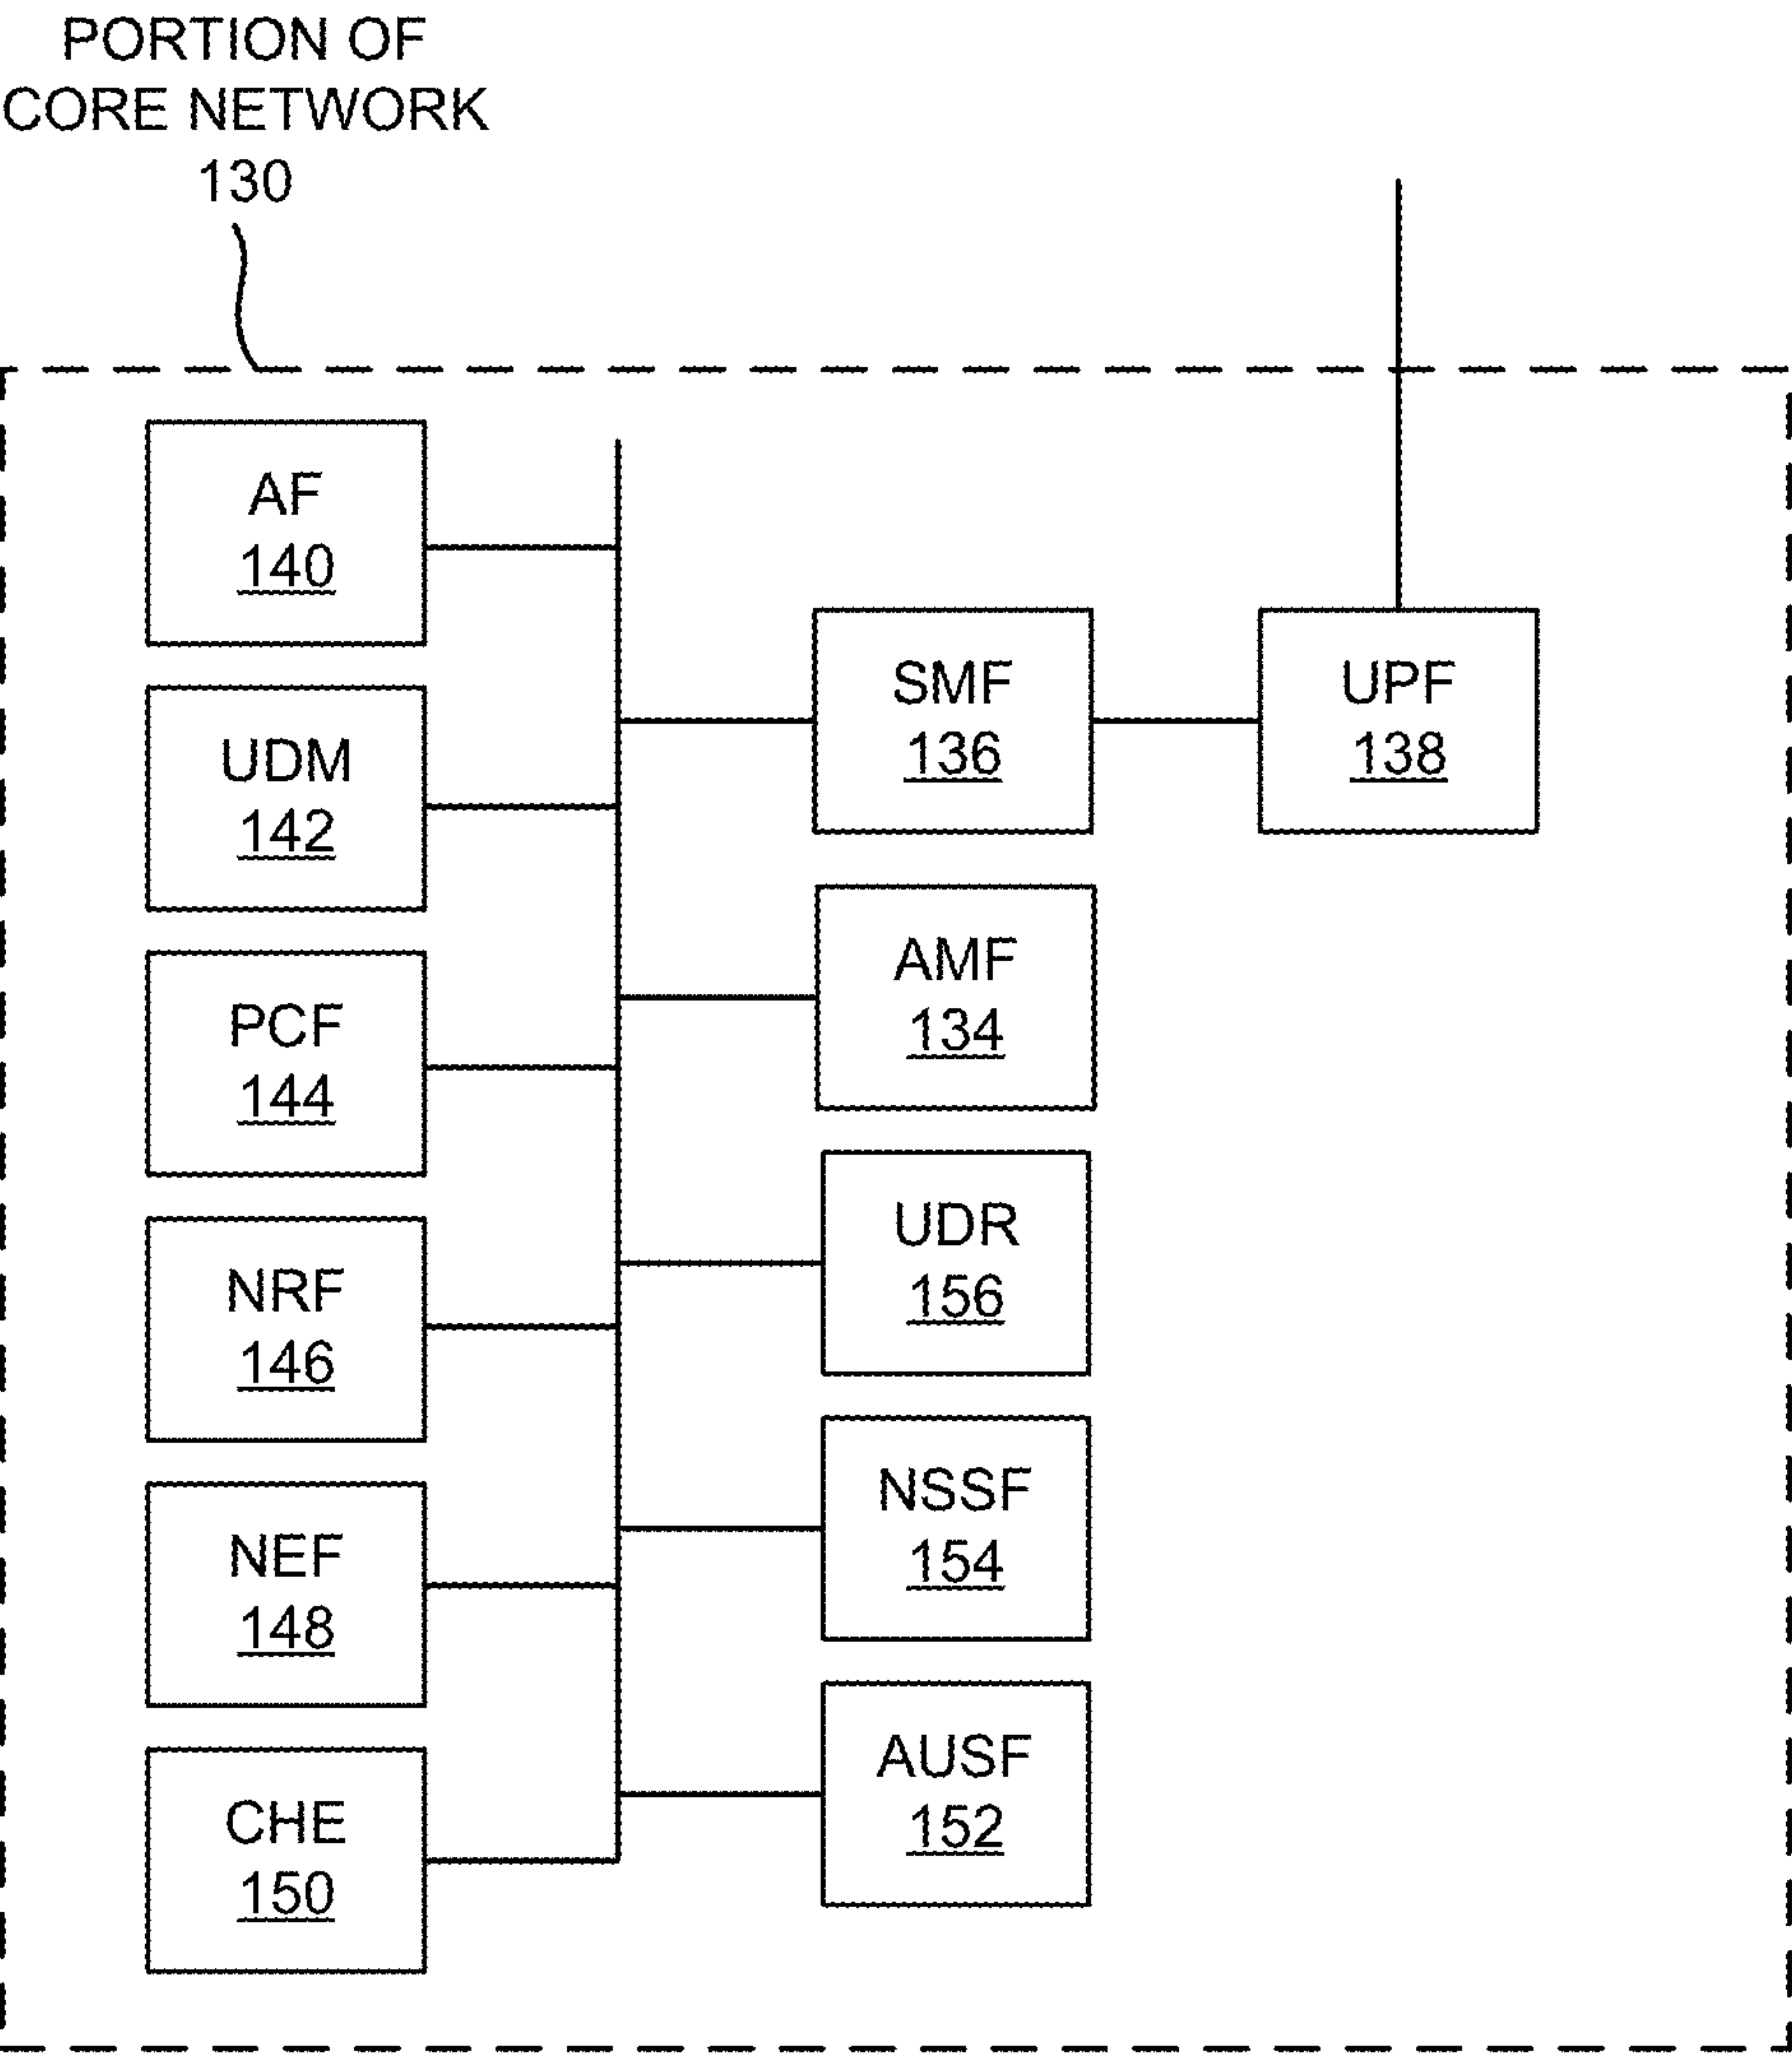 PORTION OF
CORE NETWORK
130
AF
140
UDM
142
PCF
144
NRF
146
NEF
148
CHE
150
SMF
136
AMF
134
UDR
156
NSSF
154
AUSF
152
UPF
138